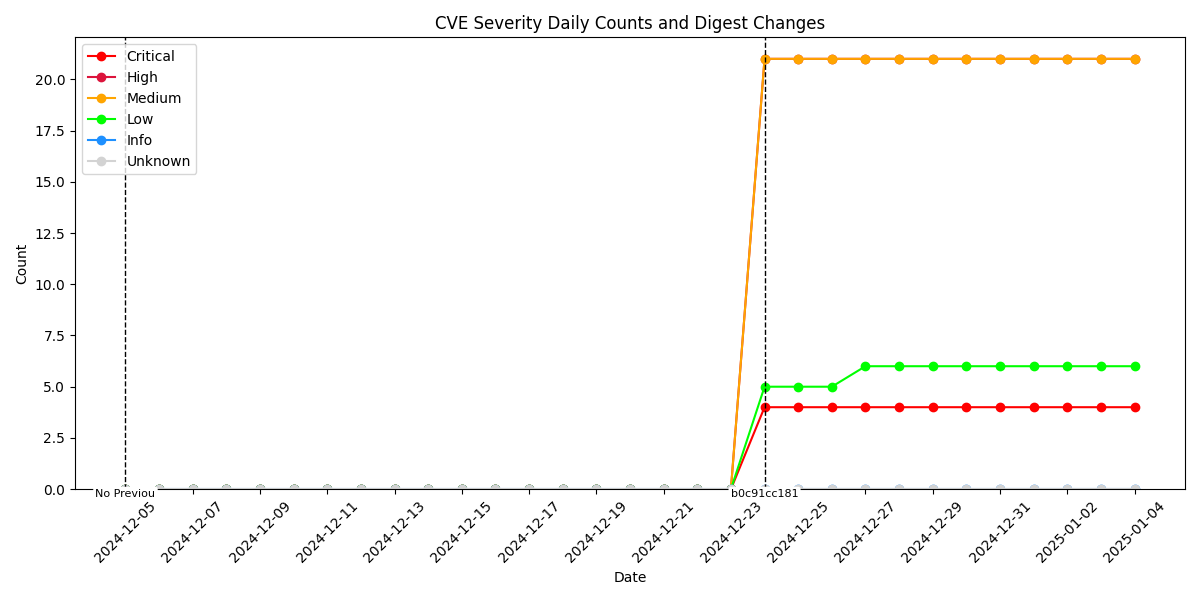 CVE Severity Daily Counts and Digest Changes
Critical
High
Medium
Low
Info
Unknown
Count
20.0
17.5
15.0
12.5
10.0
7.5
5.0
2.5
0.0
No Previou
b0c91cc181
2024-12-05
2024-12-07
2024-12-09
2024-12-11
2024-12-13
2024-12-15
2024-12-17
2024-12-19
2024-12-21
2024-12-23
2024-12-25
2024-12-27
2024-12-29
2024-12-31
2025-01-02
2025-01-04
Date